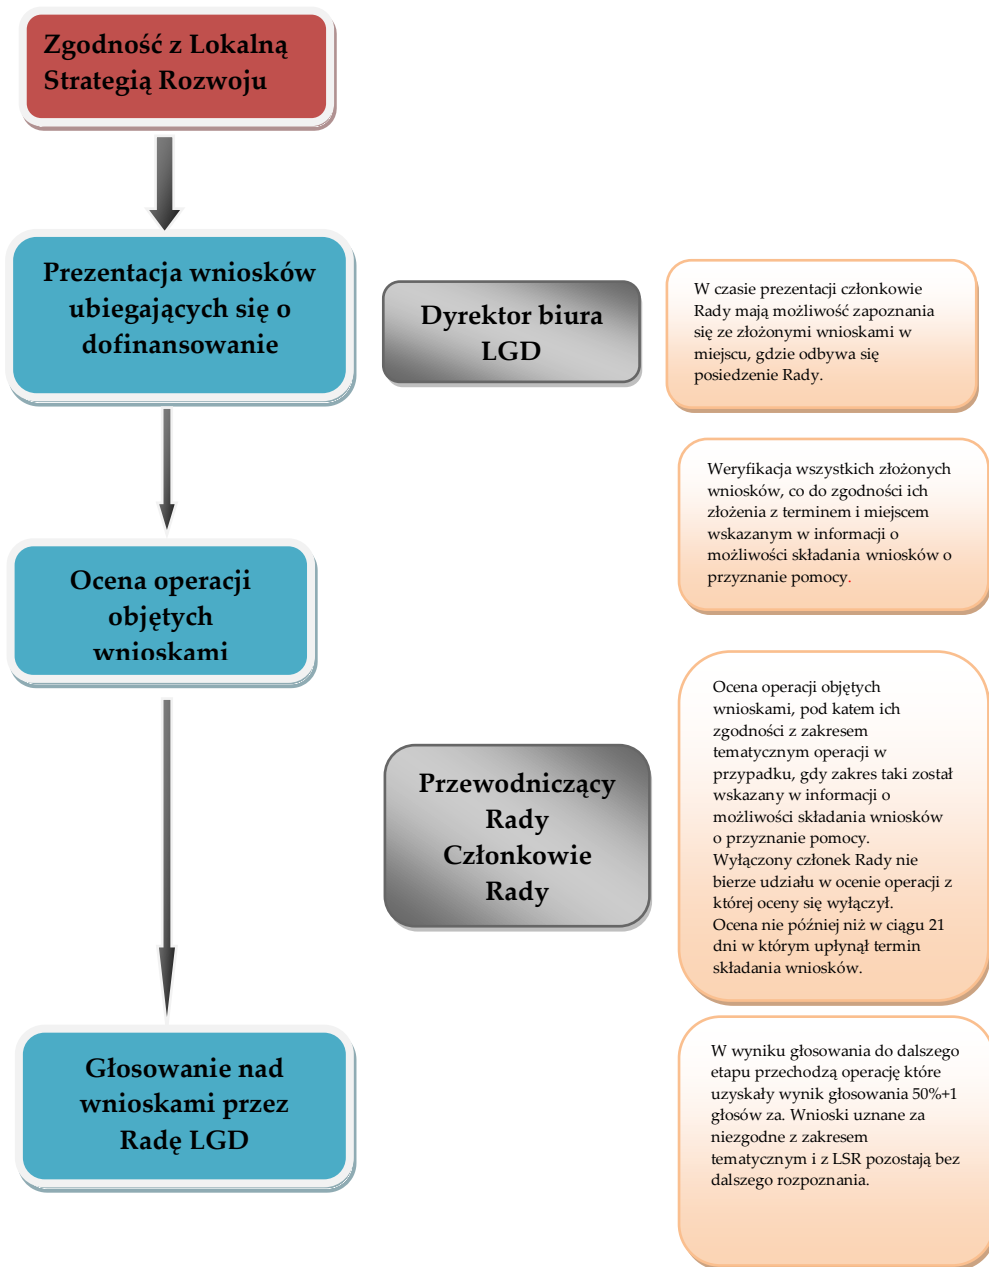 Zgodność z Lokalną
Strategią Rozwoju
Prezentacja wniosków
ubiegających się o
dofinansowanie
Dyrektor biura
LGD
W czasie prezentacji członkowie
Rady mają możliwość zapoznania
się ze złożonymi wnioskami w
miejscu, gdzie odbywa się
posiedzenie Rady.
Weryfikacja wszystkich złożonych
wniosków, co do zgodności ich
złożenia z terminem i miejscem
wskazanym w informacji o
możliwości składania wniosków o
przyznanie pomocy.
Ocena operacji
objętych
wnioskami
Przewodniczący
Rady
Członkowie
Rady
Ocena operacji objętych
wnioskami, pod katem ich
zgodności z zakresem
tematycznym operacji w
przypadku, gdy zakres taki został
wskazany w informacji o
możliwości składania wniosków
o przyznanie pomocy.
Wyłączony członek Rady nie
bierze udziału w ocenie operacji z
której oceny się wyłączył.
Ocena nie później niż w ciągu 21
dni w którym upłynął termin
składania wniosków.
Głosowanie nad
wnioskami przez
Radę LGD
W wyniku głosowania do dalszego
etapu przechodzą operację które
uzyskały wynik głosowania 50%+1
głosów za. Wnioski uznane za
niezgodne z zakresem
tematycznym i z LSR pozostają bez
dalszego rozpoznania.